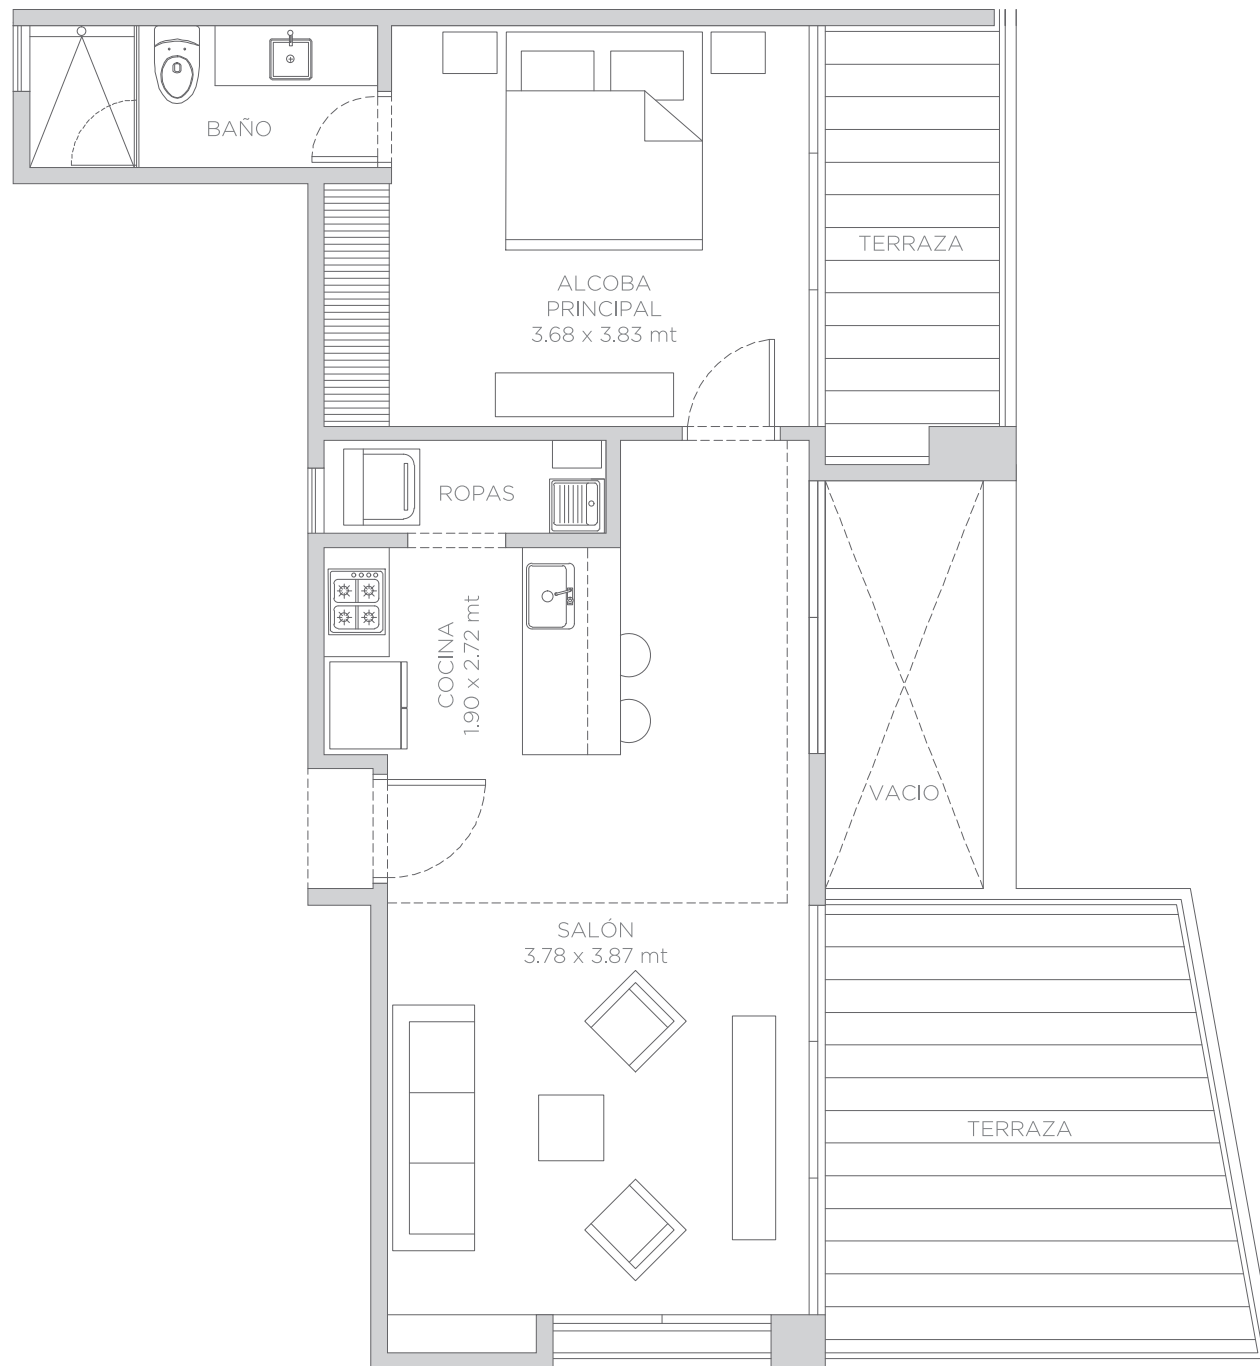 BAÑO
TERRAZA
ALCOBA
PRINCIPAL
3.68 x 3.83 mt
ROPAS
COCINA
1.90 x 2.72 mt
VACIO
SALÓN
3.78 x 3.87 mt
TERRAZA